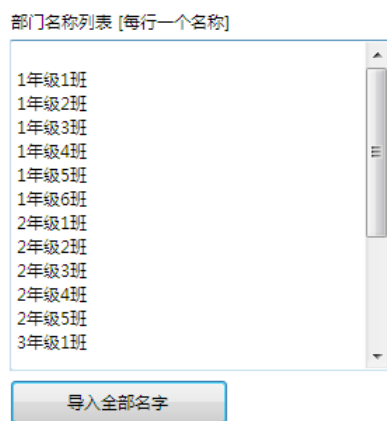 部门名称列表 [每行一个名称]
1年级1班
1年级2班
1年级3班
1年级4班
1年级5班
1年级6班
2年级1班
2年级2班
2年级3班
2年级4班
2年级5班
3年级1班
导入全部名字